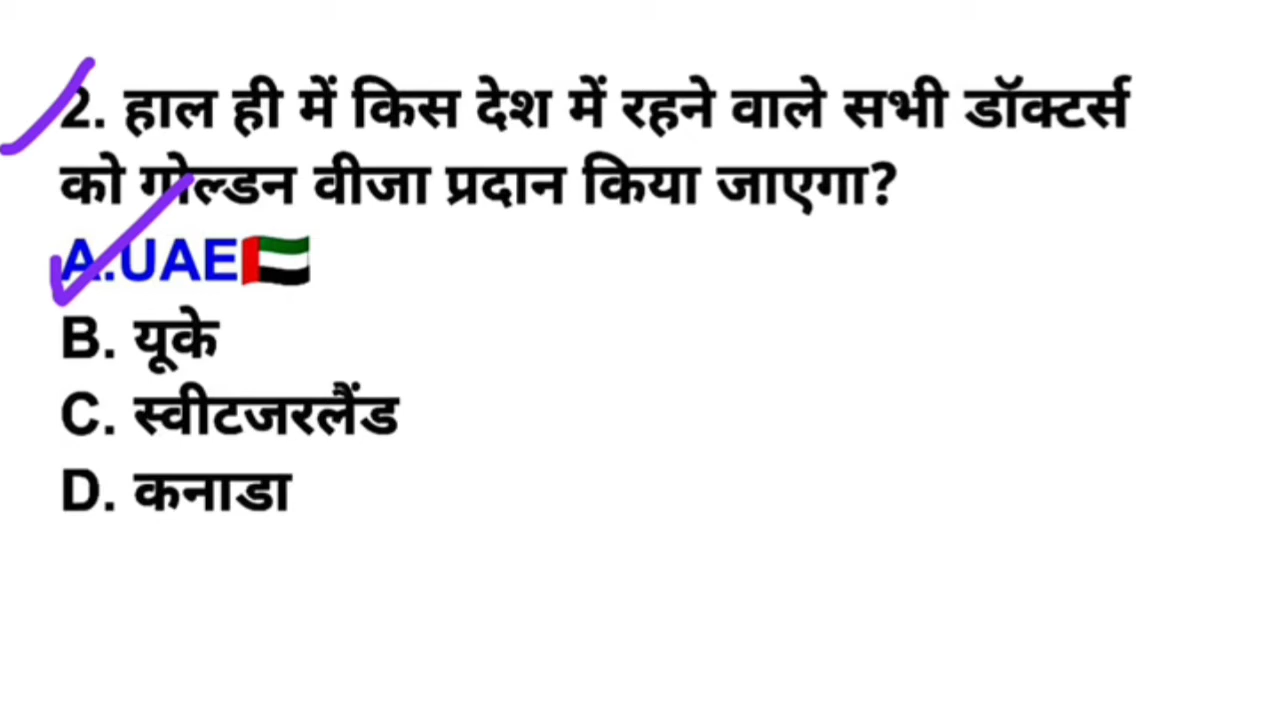 2. हाल ही में किस देश में रहने वाले सभी डॉक्टर्स
को गोल्डन वीजा प्रदान किया जाएगा?
A.UAE🇦🇪
B. यूके
C. स्वीटजरलैंड
D. कनाडा